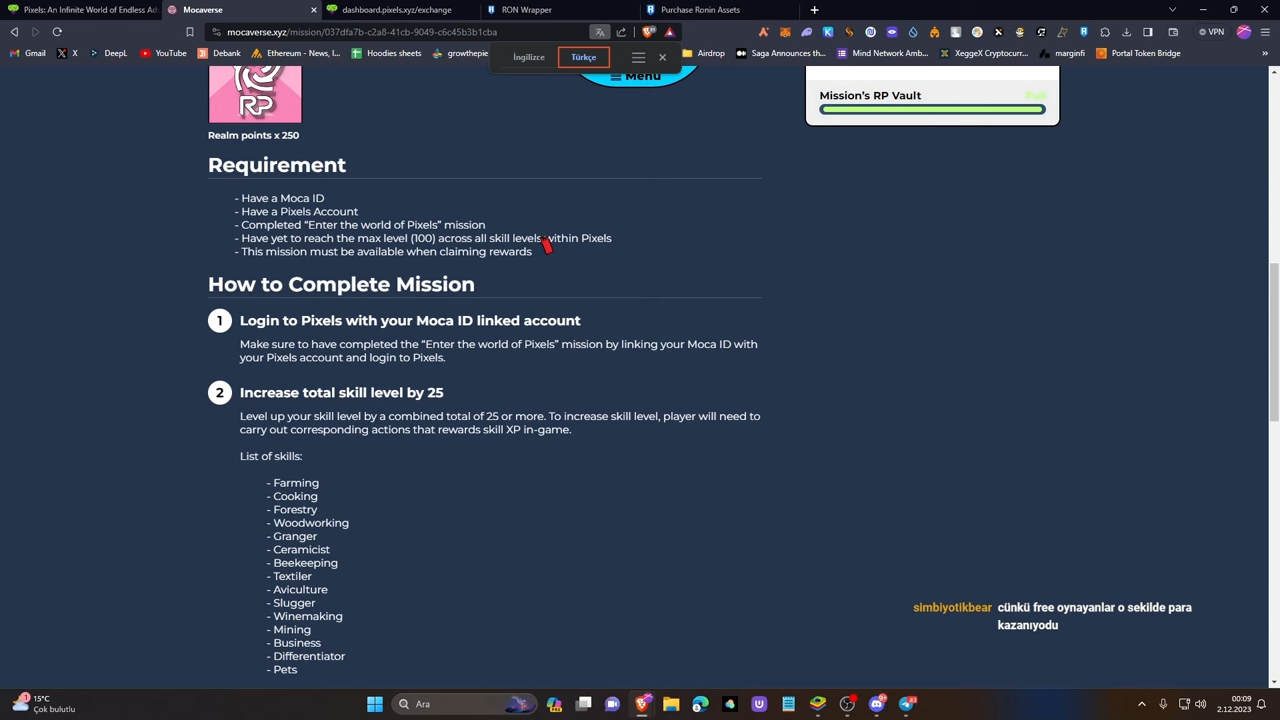 Pixels: An Infinite World of Endless Ad
Mocaverse
dashboard.pixels.xyz/exchange
RON Wrapper
Purchase Ronin Assets
mocaverse.xyz/mission/037dfa7b-c2a8-41cb-9049-c6c45b3b1cba
VPN
Gmail
X
DeepL
YouTube
Debank
Ethereum - Ethereu...
Hoodies sheets
growthepie
İngilizce
Türkçe
Airdrop
Saga Announces th...
Mind Network Amb...
XeggeX Cryptocurr...
marginfi
Portal Token Bridge
RP
Menu
Mission's RP Vault
Full
Realm points x 250
Requirement
- Have a Moca ID
- Have a Pixels Account
- Completed “Enter the world of Pixels” mission
- Have yet to reach the max level (100) across all skill levels within Pixels
- This mission must be available when claiming rewards
How to Complete Mission
1 Login to Pixels with your Moca ID linked account
Make sure to have completed the “Enter the world of Pixels” mission by linking your Moca ID with
your Pixels account and login to Pixels.
2 Increase total skill level by 25
Level up your skill level by a combined total of 25 or more. To increase skill level, player will need to
carry out corresponding actions that rewards skill XP in-game.
List of skills:
- Farming
- Cooking
- Forestry
- Woodworking
- Granger
- Ceramicist
- Beekeeping
- Textiler
- Aviculture
- Slugger
- Winemaking
- Mining
- Business
- Differentiator
- Pets
simbiyotikbear cünkü free oynayanlar o sekilde para
kazanıyodu
15°C
Çok bulutlu
Ara
00:09
2.12.2023